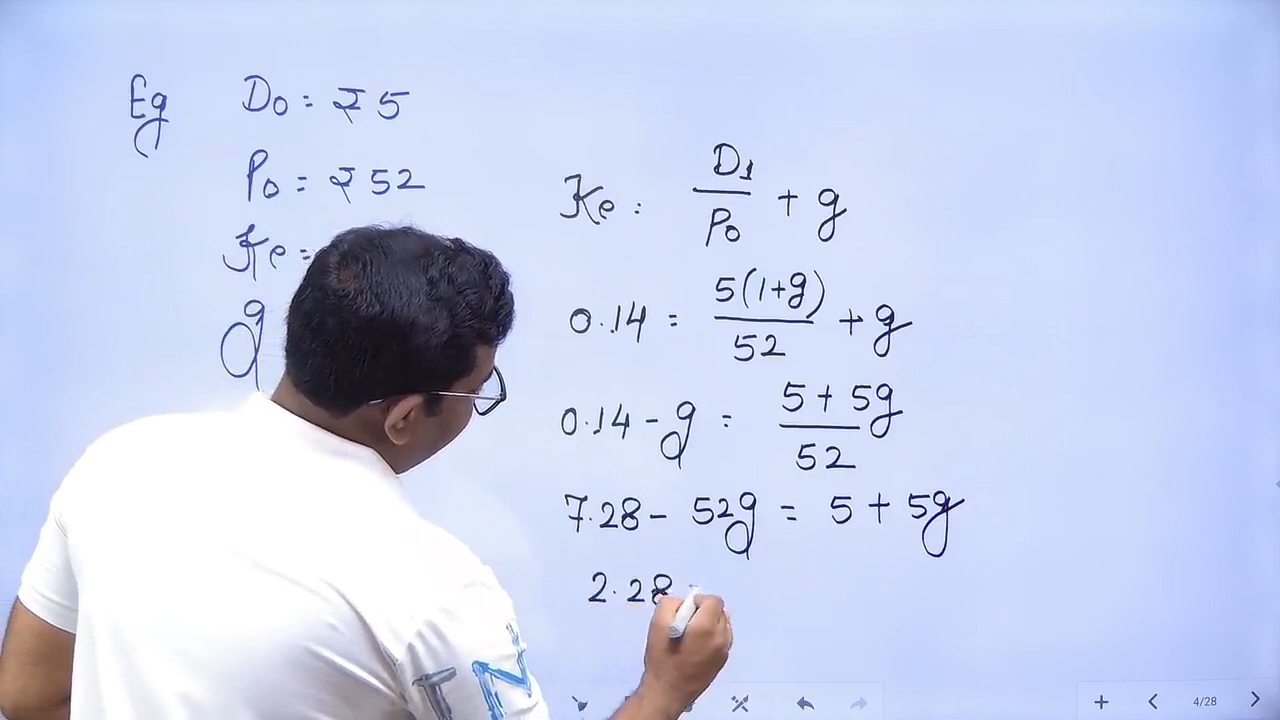 Eg D₀ = ₹5
P₀ = ₹52
Ke =
g
Ke = D₁/P₀ + g
0.14 = 5(1+g)/52 + g
0.14 - g = 5 + 5g/52
7.28 - 52g = 5 + 5g
2.28
4/28